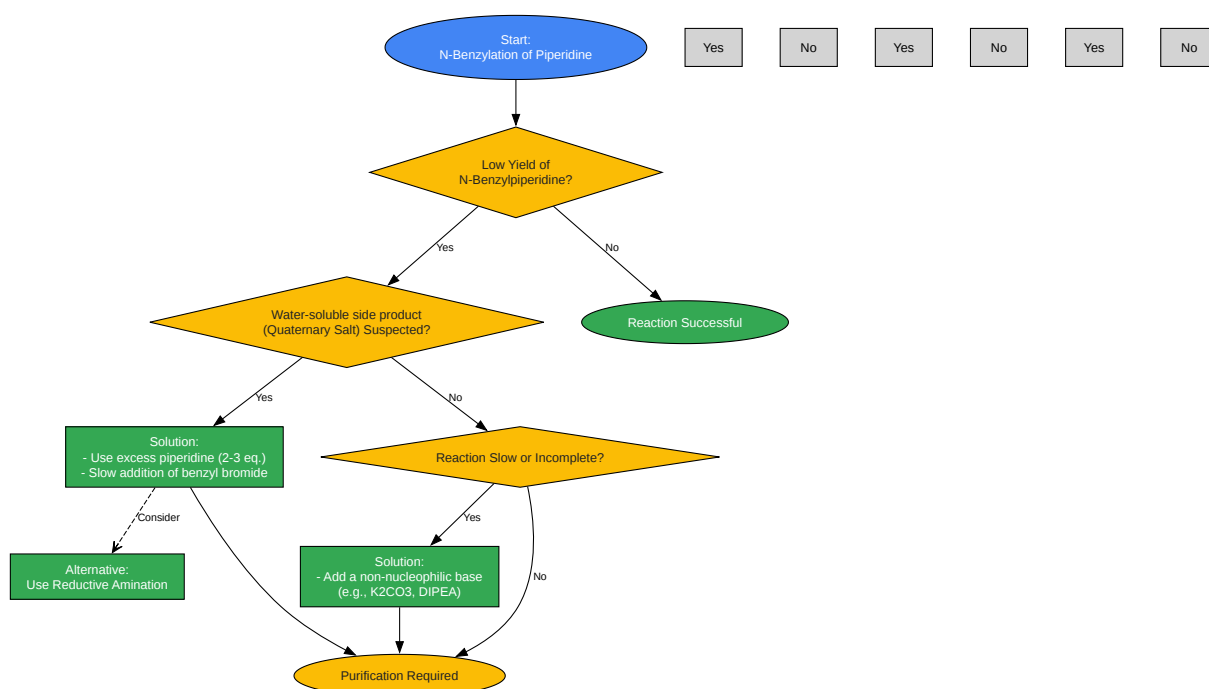 Start:
N-Benzylation of Piperidine
Yes
No
Yes
No
Yes
No
Low Yield of
N-Benzylpiperidine?
Yes
No
Water-soluble side product
(Quaternary Salt) Suspected?
Reaction Successful
Yes
No
Solution:
- Use excess piperidine (2-3 eq.)
- Slow addition of benzyl bromide
Reaction Slow or Incomplete?
Consider
Yes
No
Alternative:
Use Reductive Amination
Solution:
- Add a non-nucleophilic base
(e.g., K2CO3, DIPEA)
Purification Required